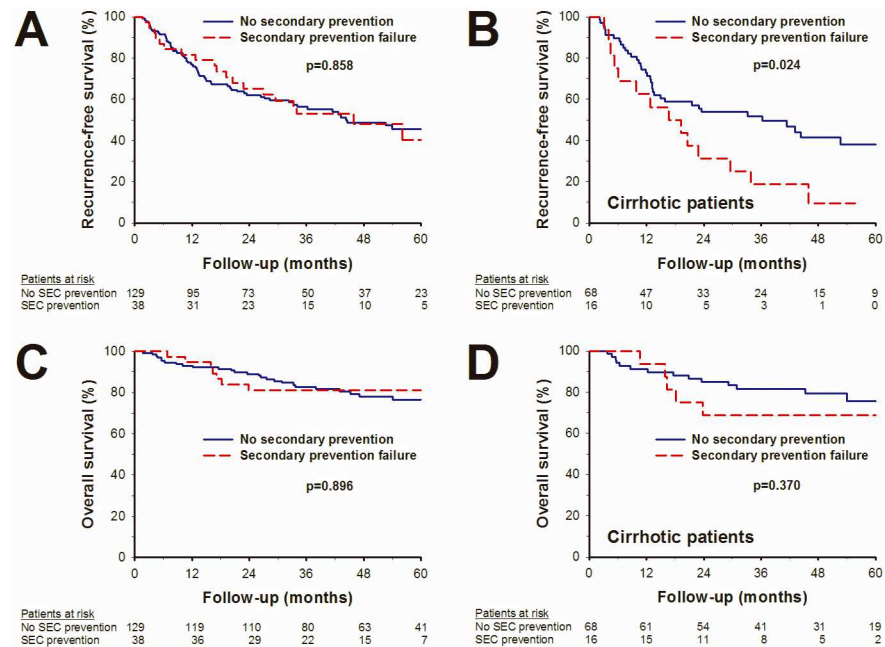 A
Recurrence-free survival (%)
100
80
60
40
20
0
No secondary prevention
Secondary prevention failure
p=0.858
0 12 24 36 48 60
Follow-up (months)
Patients at risk
No SEC prevention 129 95 73 50 37 23
SEC prevention 38 31 23 15 10 5
B
Recurrence-free survival (%)
100
80
60
40
20
0
No secondary prevention
Secondary prevention failure
p=0.024
Cirrhotic patients
0 12 24 36 48 60
Follow-up (months)
Patients at risk
No SEC prevention 68 47 33 24 15 9
SEC prevention 16 10 5 3 1 0
C
Overall survival (%)
100
80
60
40
20
0
No secondary prevention
Secondary prevention failure
p=0.896
0 12 24 36 48 60
Follow-up (months)
Patients at risk
No SEC prevention 129 119 110 80 63 41
SEC prevention 38 36 29 22 15 7
D
Overall survival (%)
100
80
60
40
20
0
No secondary prevention
Secondary prevention failure
p=0.370
Cirrhotic patients
0 12 24 36 48 60
Follow-up (months)
Patients at risk
No SEC prevention 68 61 54 41 31 19
SEC prevention 16 15 11 8 5 2